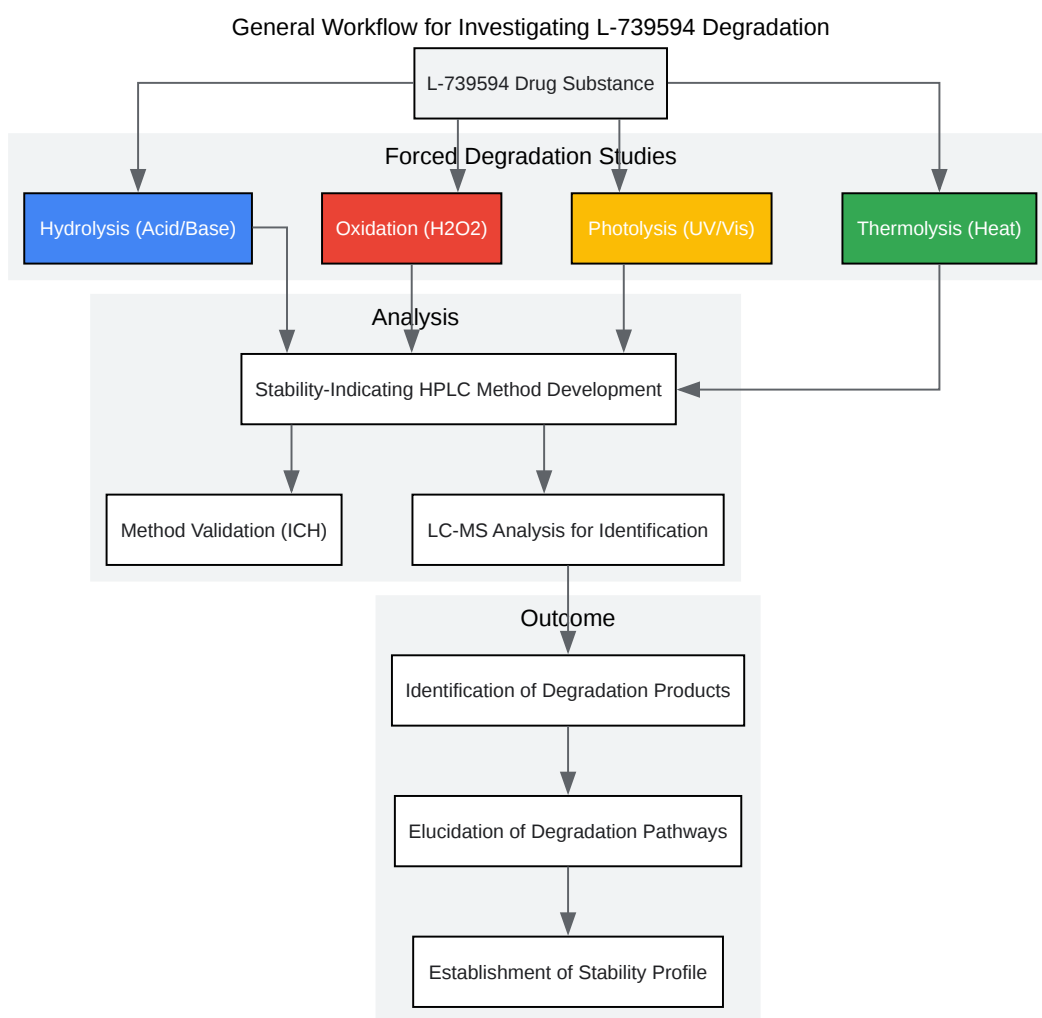 General Workflow for Investigating L-739594 Degradation
L-739594 Drug Substance
Forced Degradation Studies
Hydrolysis (Acid/Base)
Oxidation (H2O2)
Photolysis (UV/Vis)
Thermolysis (Heat)
Analysis
Stability-Indicating HPLC Method Development
Method Validation (ICH)
LC-MS Analysis for Identification
Outcome
Identification of Degradation Products
Elucidation of Degradation Pathways
Establishment of Stability Profile